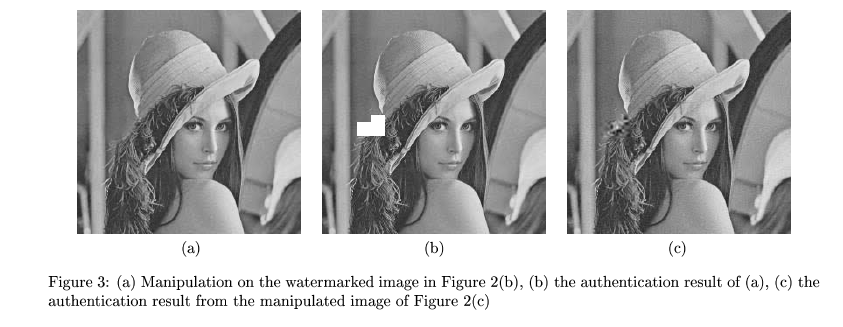 (a)
(b)
(c)
Figure 3: (a) Manipulation on the watermarked image in Figure 2(b), (b) the authentication result of (a), (c) the
authentication result from the manipulated image of Figure 2(c)